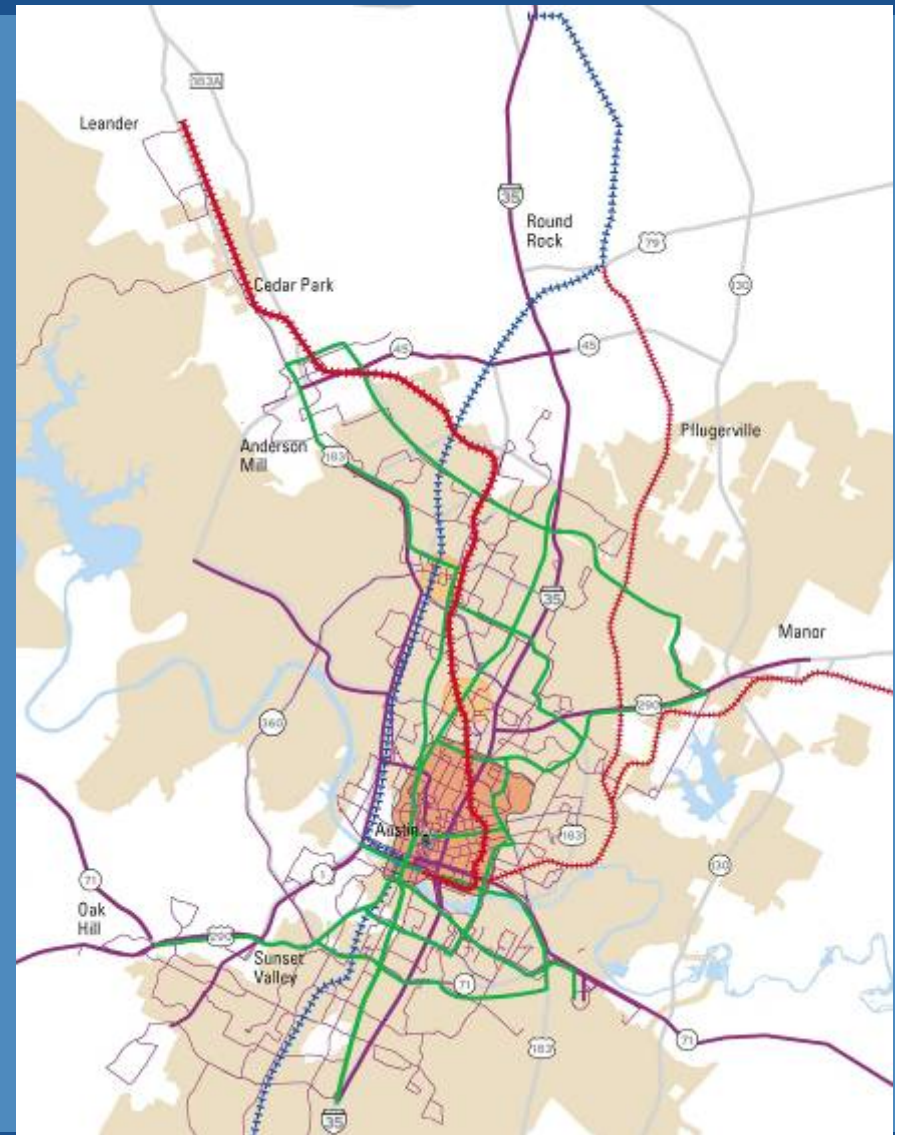 183A
Leander
35
Round
Rock
79
Cedar Park
130
45
45
Pflugerville
Anderson
Mill
183
35
Manor
290
360
Austin
183
130
1
71
Oak
Hill
290
Sunset
Valley
71
71
183
35